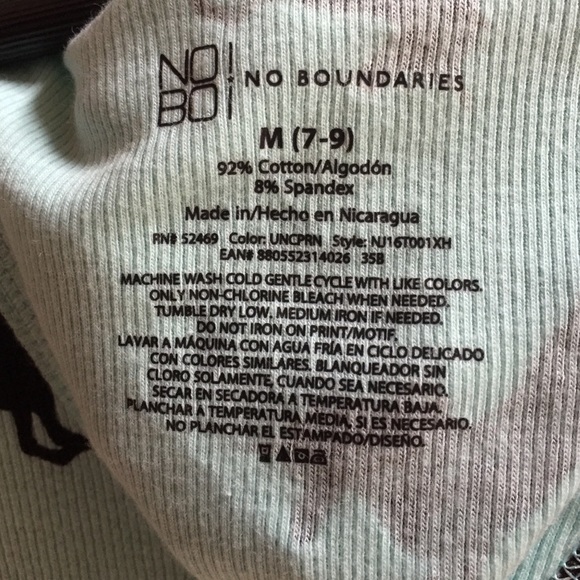 NO!
BO!
NO BOUNDARIES
M (7-9)
92% Cotton/Algodón
8% Spandex
Made in/Hecho en Nicaragua
RN# 52469 Color: UNCPRN Style: NJ16T001XH
EAN# 880552314026 35B
MACHINE WASH COLD GENTLE CYCLE WITH LIKE COLORS.
ONLY NON-CHLORINE BLEACH WHEN NEEDED.
TUMBLE DRY LOW, MEDIUM IRON IF NEEDED.
DO NOT IRON ON PRINT/MOTIF.
LAVAR A MÁQUINA CON AGUA FRÍA EN CICLO DELICADO
CON COLORES SIMILARES. BLANQUEADOR SIN
CLORO SOLAMENTE, CUANDO SEA NECESARIO.
SECAR EN SECADORA A TEMPERATURA BAJA.
PLANCHAR A TEMPERATURA MEDIA, SI ES NECESARIO.
NO PLANCHAR EL ESTAMPADO/DISEÑO.